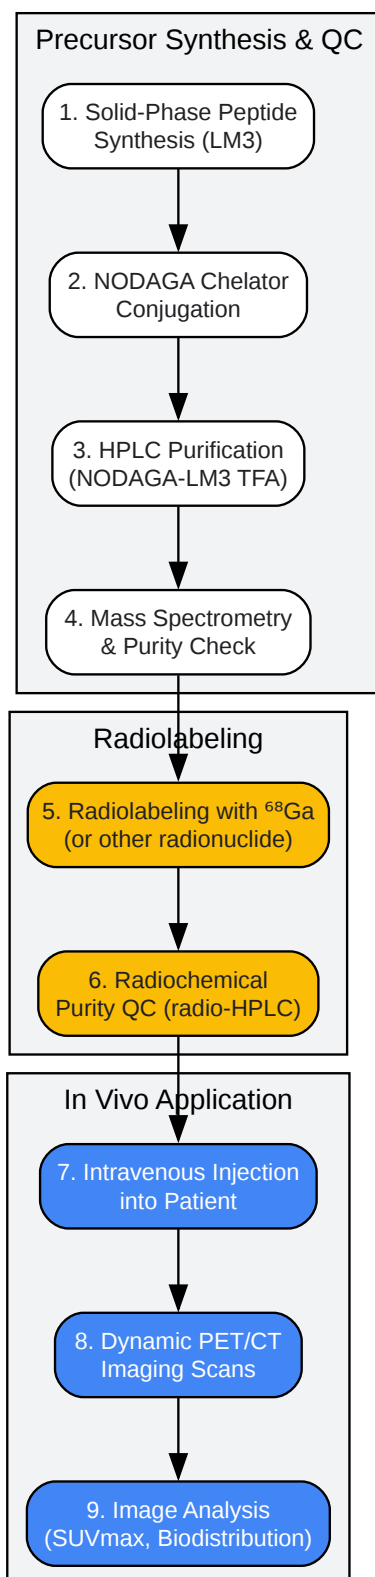 Precursor Synthesis & QC
1. Solid-Phase Peptide
Synthesis (LM3)
2. NODAGA Chelator
Conjugation
3. HPLC Purification
(NODAGA-LM3 TFA)
4. Mass Spectrometry
& Purity Check
Radiolabeling
5. Radiolabeling with ⁶⁸Ga
(or other radionuclide)
6. Radiochemical
Purity QC (radio-HPLC)
In Vivo Application
7. Intravenous Injection
into Patient
8. Dynamic PET/CT
Imaging Scans
9. Image Analysis
(SUVmax, Biodistribution)